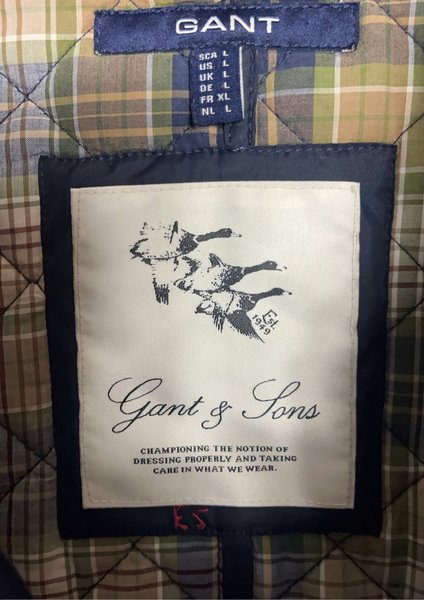 GANT
SCA L
US L
UK L
DE L
FR XL
NL L
Est.
1949
Gant & Sons
CHAMPIONING THE NOTION OF
DRESSING PROPERLY AND TAKING
CARE IN WHAT WE WEAR.
KS